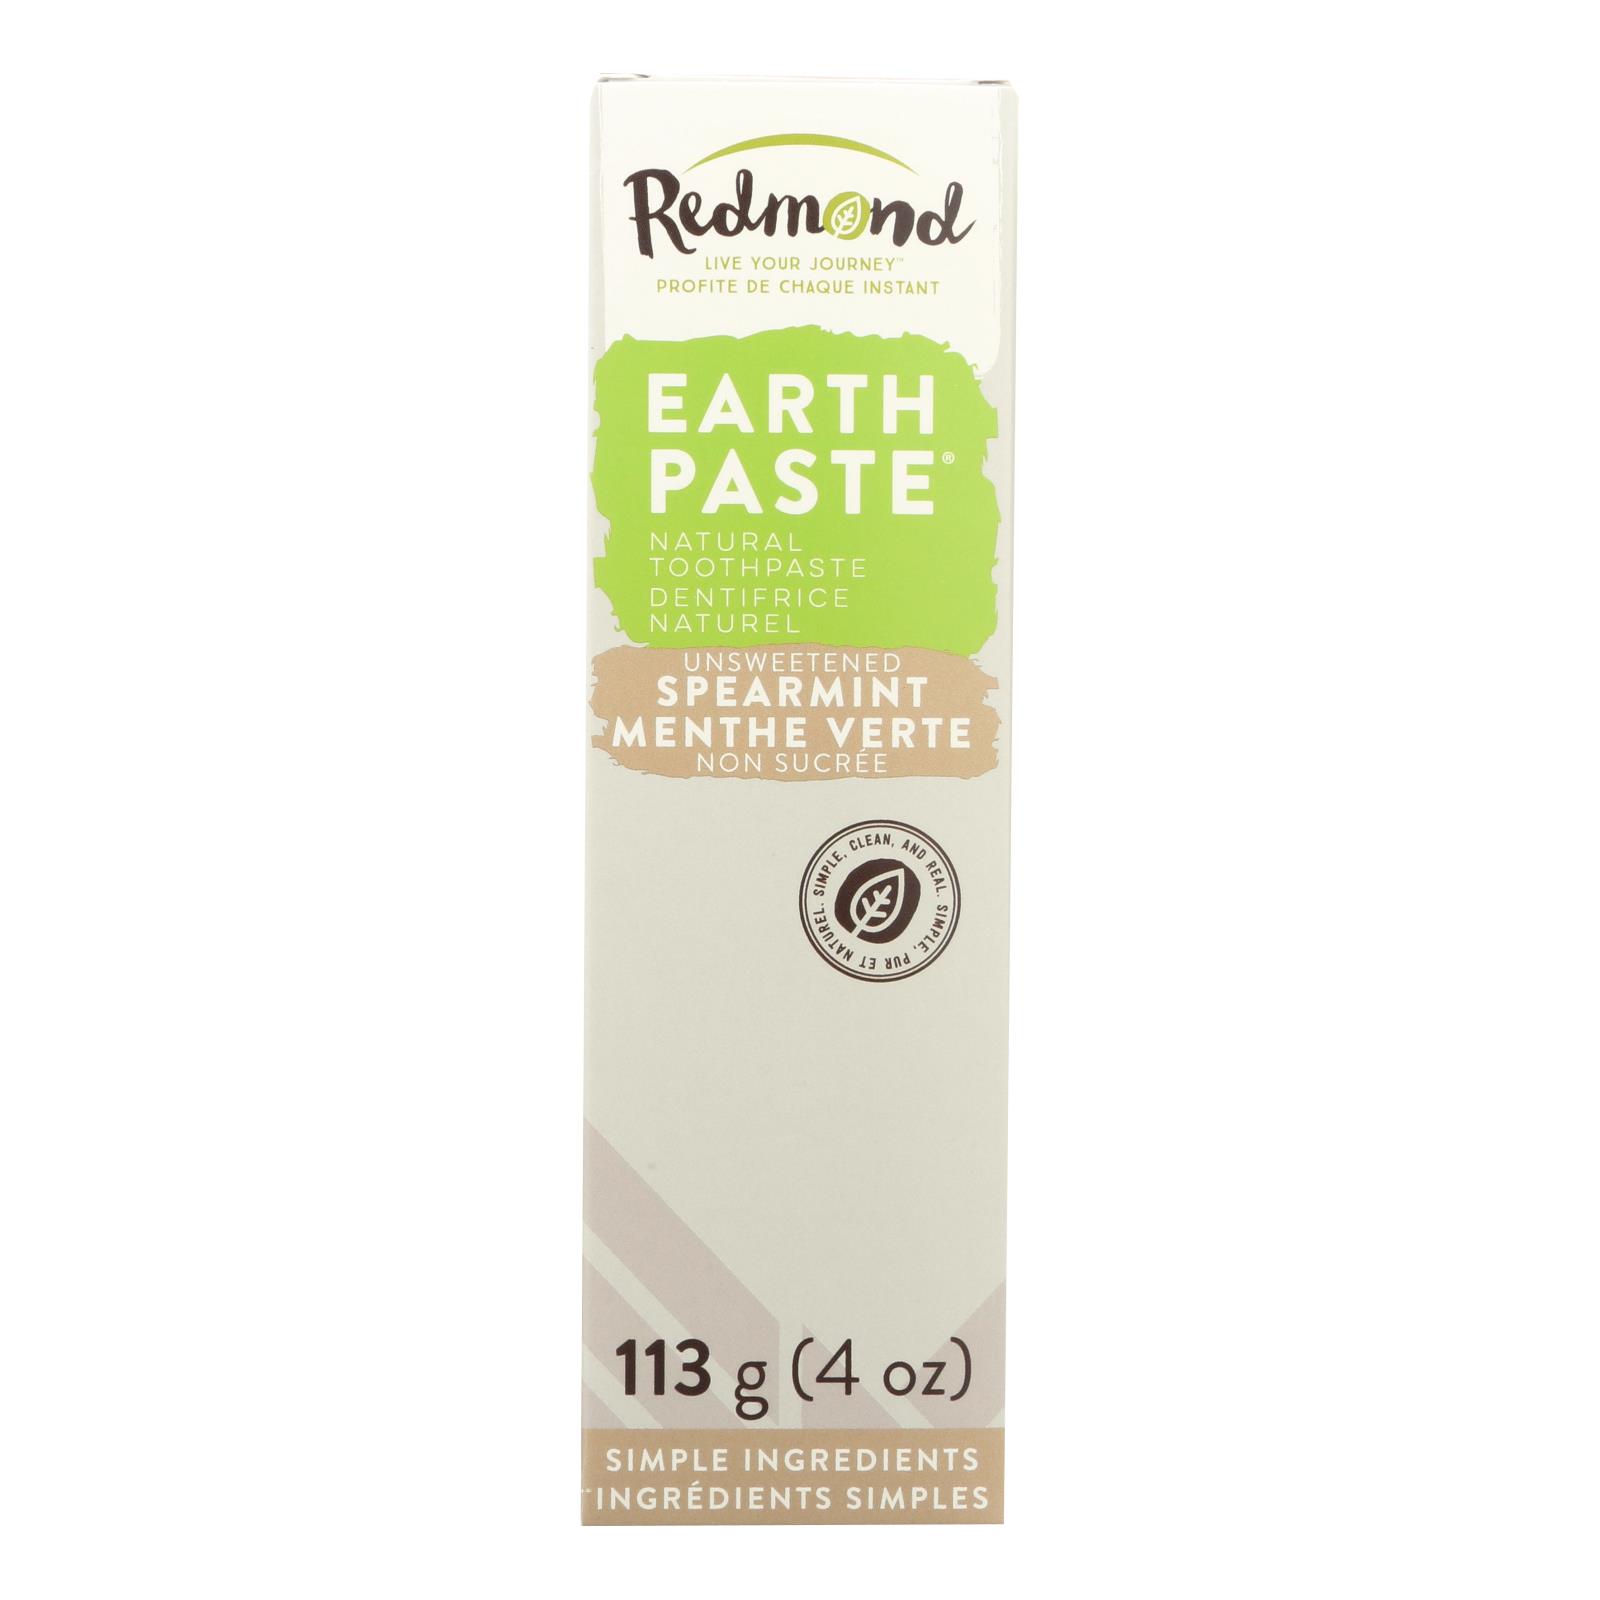 Redmond
LIVE YOUR JOURNEY™
PROFITE DE CHAQUE INSTANT
EARTH
PASTE®
NATURAL
TOOTHPASTE
DENTIFRICE
NATUREL
UNSWEETENED
SPEARMINT
MENTHE VERTE
NON SUCRÉE
SIMPLE, CLEAN, AND REAL. SIMPLE, PUR ET NATUREL.
113 g (4 oz)
SIMPLE INGREDIENTS
INGRÉDIENTS SIMPLES